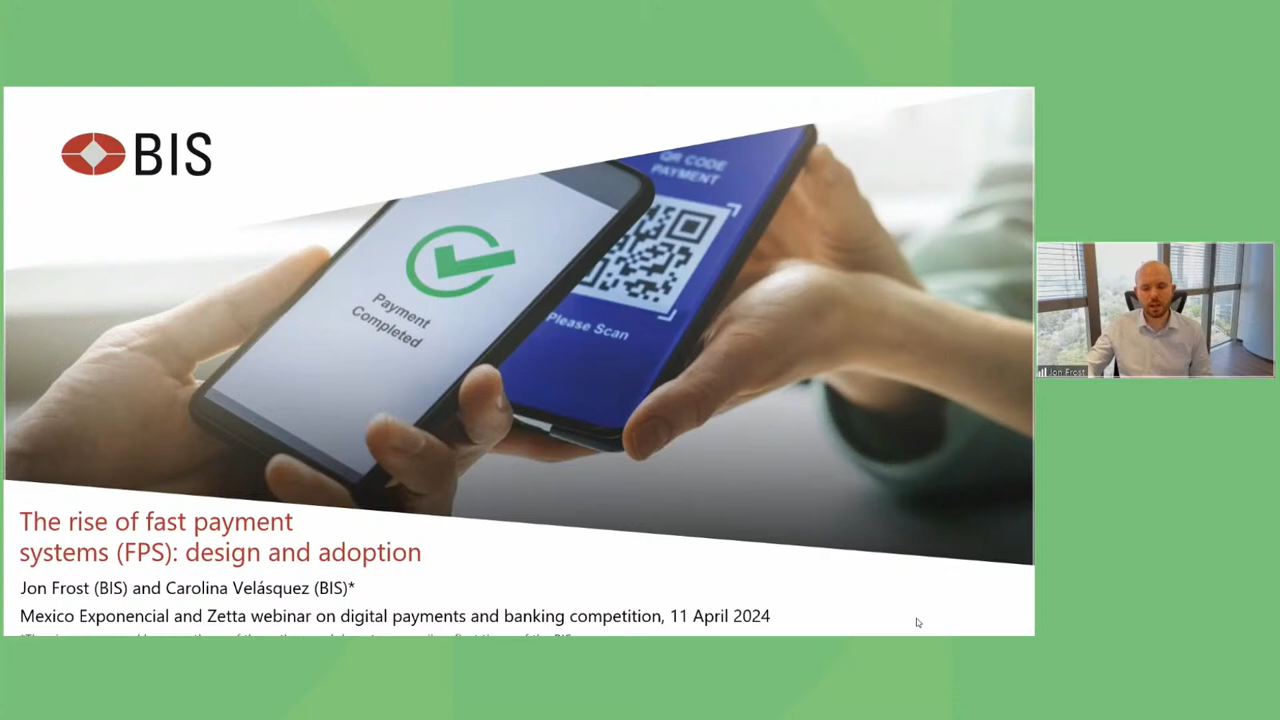 BIS
QR CODE
PAYMENT
Please Scan
Payment
Completed
The rise of fast payment
systems (FPS): design and adoption
Jon Frost (BIS) and Carolina Velásquez (BIS)*
Mexico Exponencial and Zetta webinar on digital payments and banking competition, 11 April 2024
Jon Frost